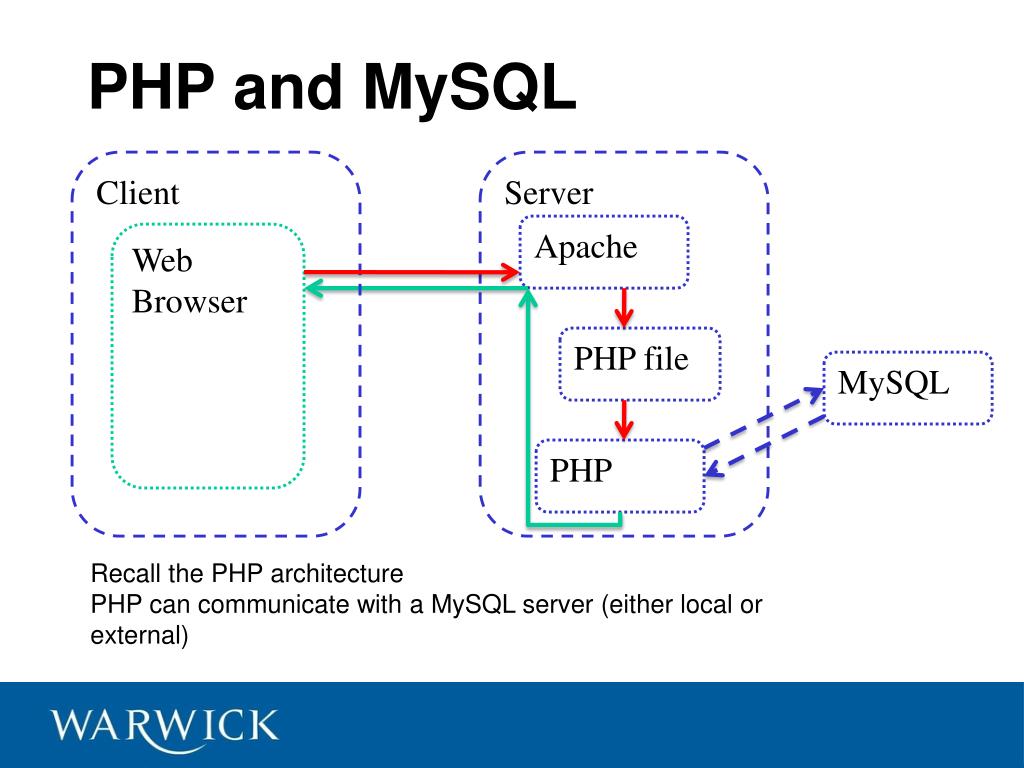 PHP and MySQL
Client
Server
Web
Browser
Apache
PHP file
MySQL
PHP
Recall the PHP architecture
PHP can communicate with a MySQL server (either local or
external)
WARWICK